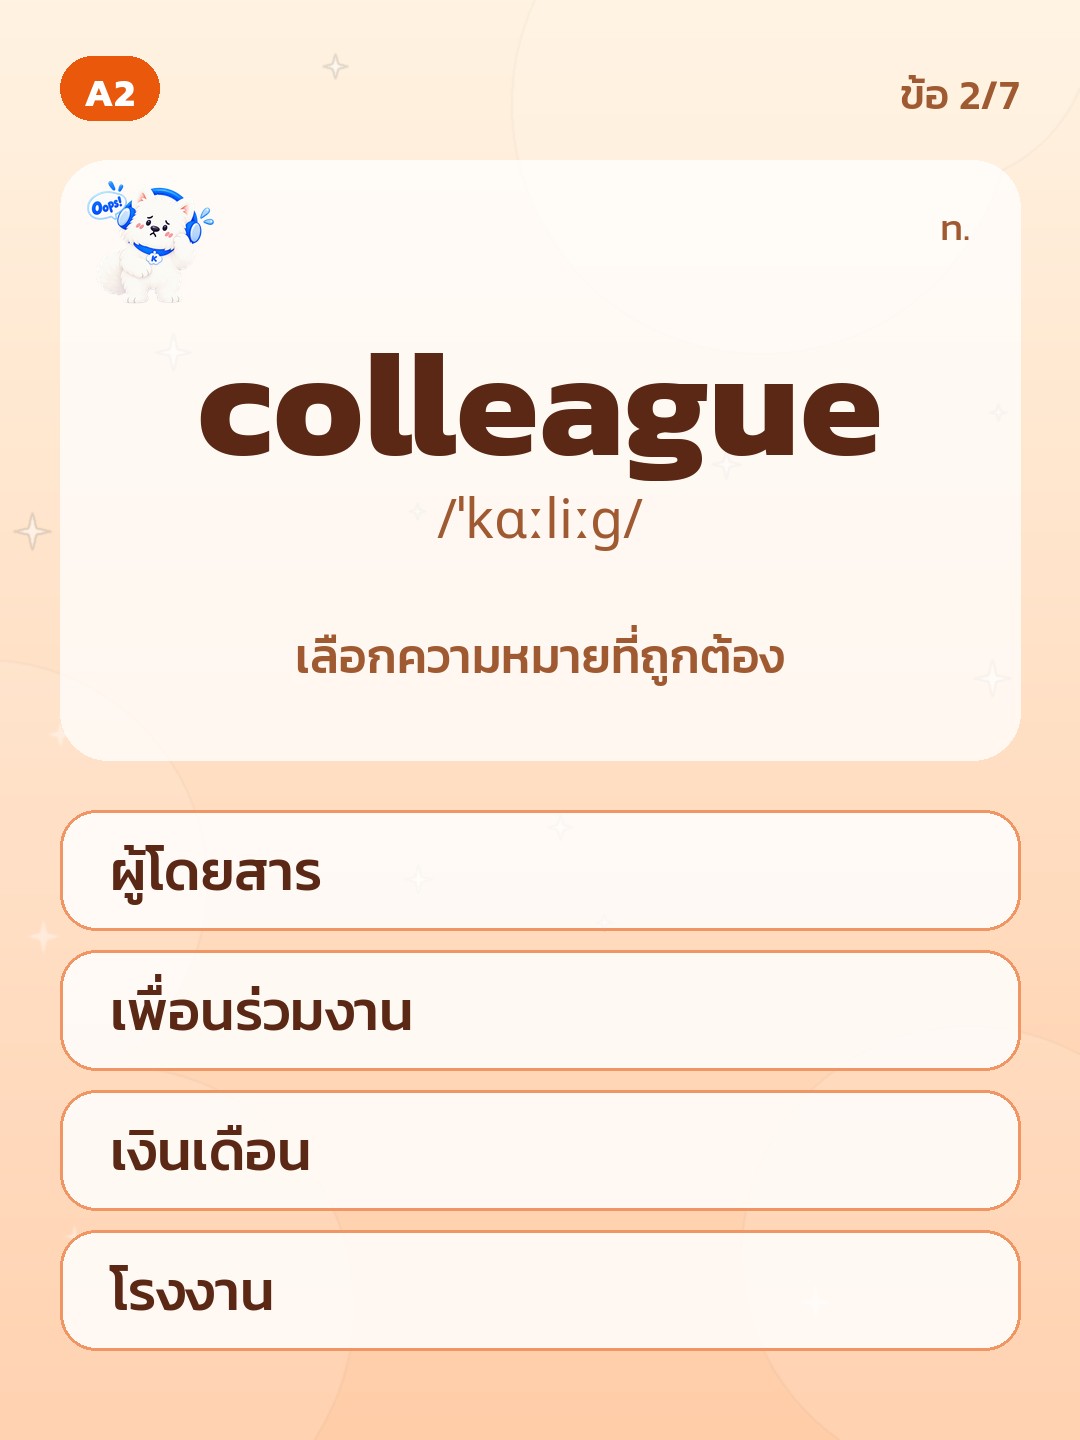 A2
ข้อ 2/7
Oops!
n.
K
colleague
/ˈkɑːliːɡ/
เลือกความหมายที่ถูกต้อง
ผู้โดยสาร
เพื่อนร่วมงาน
เงินเดือน
โรงงาน